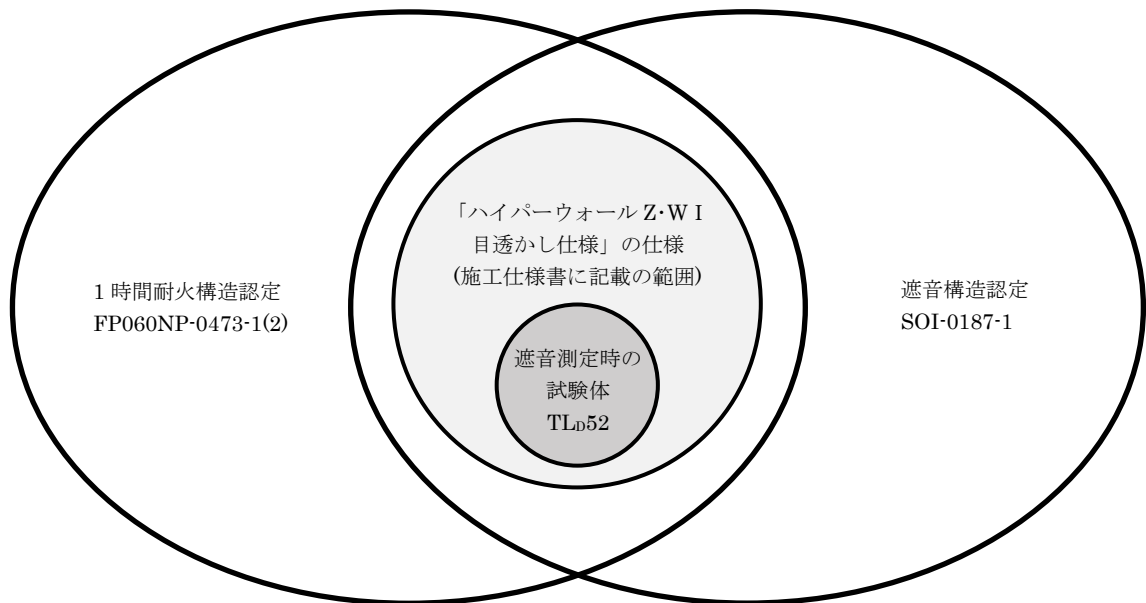 「ハイパーウォール Z･W I
目透かし仕様」の仕様
(施工仕様書に記載の範囲)
1 時間耐火構造認定
FP060NP-0473-1(2)
遮音構造認定
SOI-0187-1
遮音測定時の
試験体
TLD52